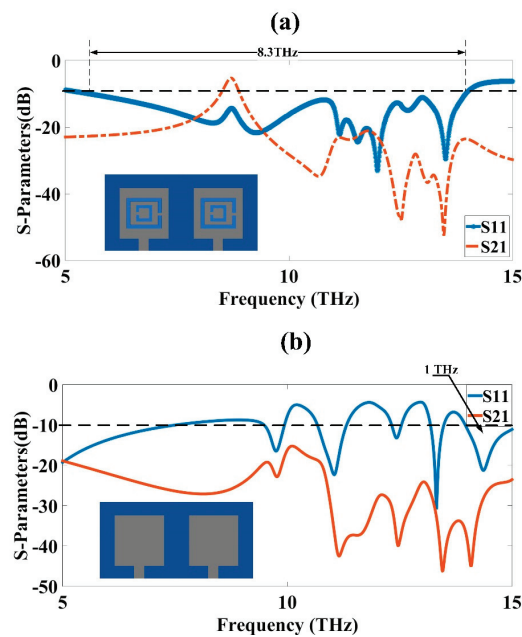 (a)
8.3THz
0
-20
-40
-60
S-Parameters(dB)
S11
S21
5
10
15
Frequency (THz)
(b)
1 THz
0
-10
-20
-30
-40
-50
S-Parameters(dB)
S11
S21
5
10
15
Frequency (THz)